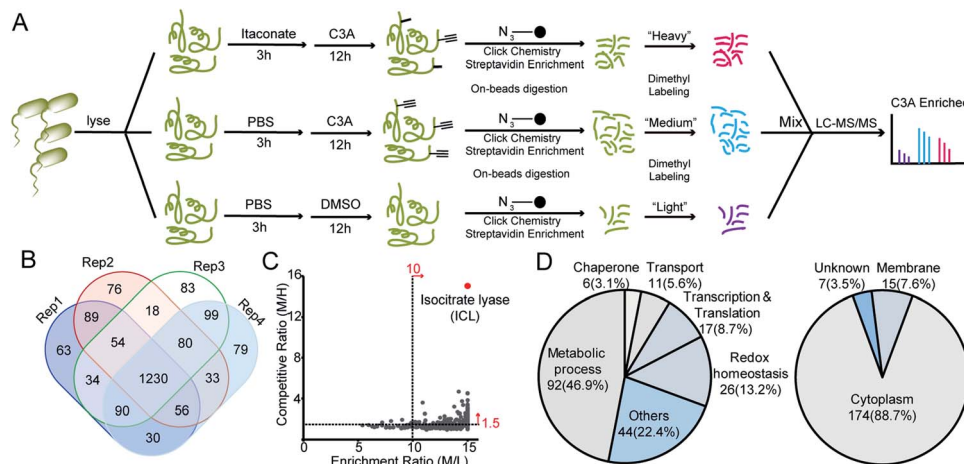 A
lyse
Itaconate
3h
C3A
12h
N3
Click Chemistry
Streptavidin Enrichment
On-beads digestion
"Heavy"
Dimethyl
Labeling
PBS
3h
C3A
12h
N3
Click Chemistry
Streptavidin Enrichment
On-beads digestion
"Medium"
Dimethyl
Labeling
PBS
3h
DMSO
12h
N3
Click Chemistry
Streptavidin Enrichment
"Light"
Mix
LC-MS/MS
C3A Enriched
B
Rep1
Rep2
Rep3
Rep4
76
83
89
18
99
63
54
80
79
34
1230
33
90
56
30
C
Competitive Ratio (M/H)
16
12
8
4
0
0
5
10
15
Enrichment Ratio (M/L)
10
1.5
Isocitrate lyase
(ICL)
D
Chaperone
6(3.1%)
Transport
11(5.6%)
Transcription &
Translation
17(8.7%)
Redox
homeostasis
26(13.2%)
Others
44(22.4%)
Metabolic
process
92(46.9%)
Unknown
7(3.5%)
Membrane
15(7.6%)
Cytoplasm
174(88.7%)